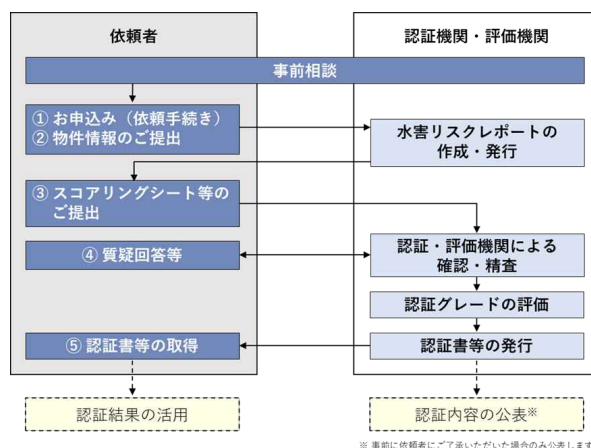 依頼者
認証機関・評価機関
事前相談
① お申込み（依頼手続き）
② 物件情報のご提出
水害リスクレポートの
作成・発行
③ スコアリングシート等の
ご提出
④ 質疑回答等
認証・評価機関による
確認・精査
認証グレードの評価
⑤ 認証書等の取得
認証書等の発行
認証結果の活用
認証内容の公表※
※ 事前に依頼者にご了承いただいた場合のみ公表します